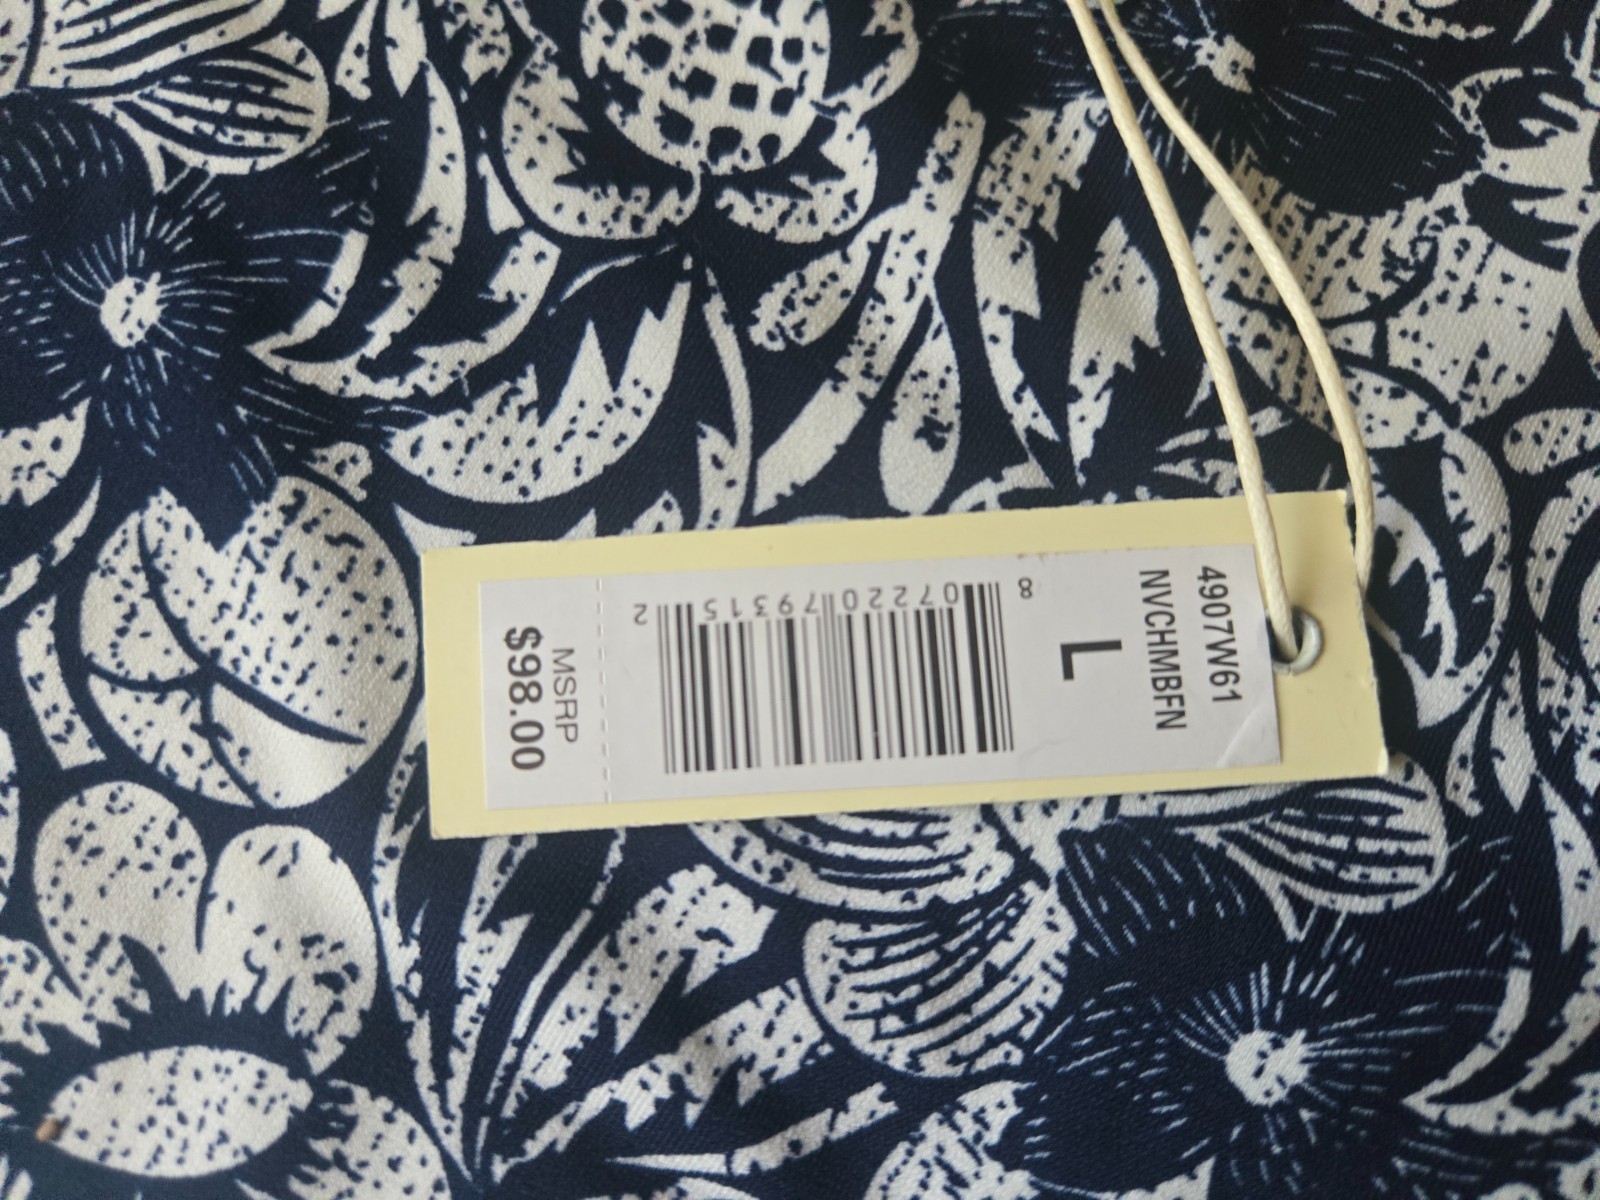 4907W61
NVCHMBFN
L
8 07220 79315 2
MSRP
$98.00